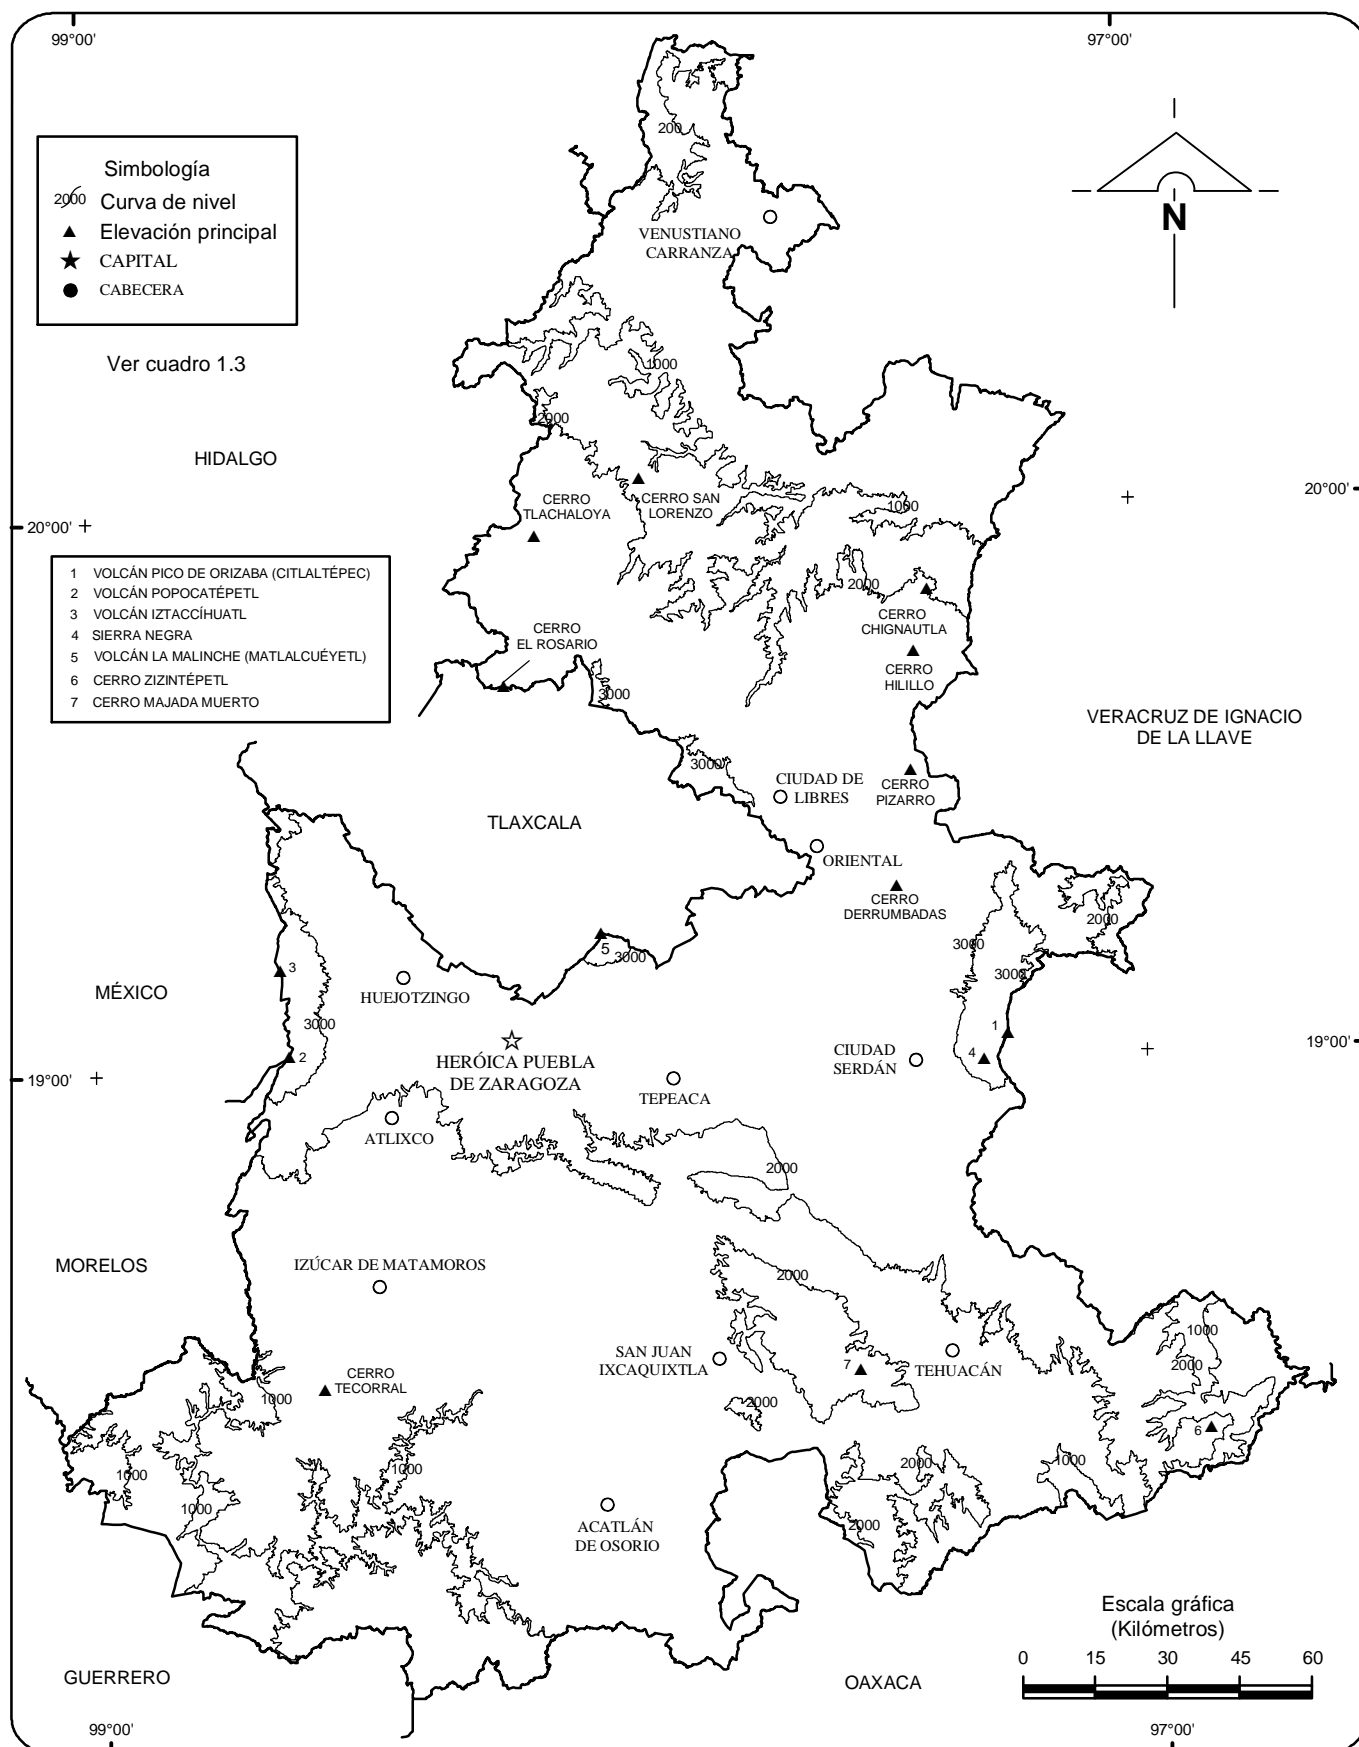 99°00'
97°00'
Simbología
2000 Curva de nivel
Elevación principal
CAPITAL
CABECERA
Ver cuadro 1.3
N
200
VENUSTIANO
CARRANZA
1000
2000
HIDALGO
CERRO
TLACHALOYA
CERRO SAN
LORENZO
1000
20°00'
20°00'
2000
CERRO
CHIGNAUTLA
1 VOLCÁN PICO DE ORIZABA (CITLALTÉPEC)
2 VOLCÁN POPOCATÉPETL
3 VOLCÁN IZTACCÍHUATL
4 SIERRA NEGRA
5 VOLCÁN LA MALINCHE (MATLALCUÉYETL)
6 CERRO ZIZINTÉPETL
7 CERRO MAJADA MUERTO
CERRO
EL ROSARIO
CERRO
HILILLO
3000
VERACRUZ DE IGNACIO
DE LA LLAVE
3000
CIUDAD DE
LIBRES
CERRO
PIZARRO
TLAXCALA
ORIENTAL
CERRO
DERRUMBADAS
2000
3000
3000
5
3000
3
MÉXICO
HUEJOTZINGO
3000
1
2
HERÓICA PUEBLA
DE ZARAGOZA
CIUDAD
SERDÁN
4
19°00'
19°00'
TEPEACA
ATLIXCO
2000
MORELOS
IZÚCAR DE MATAMOROS
2000
1000
2000
SAN JUAN
IXCAQUIXTLA
7
TEHUACÁN
CERRO
TECORRAL
1000
2000
6
1000
1000
1000
2000
1000
2000
ACATLÁN
DE OSORIO
Escala gráfica
(Kilómetros)
0 15 30 45 60
GUERRERO
OAXACA
99°00'
97°00'